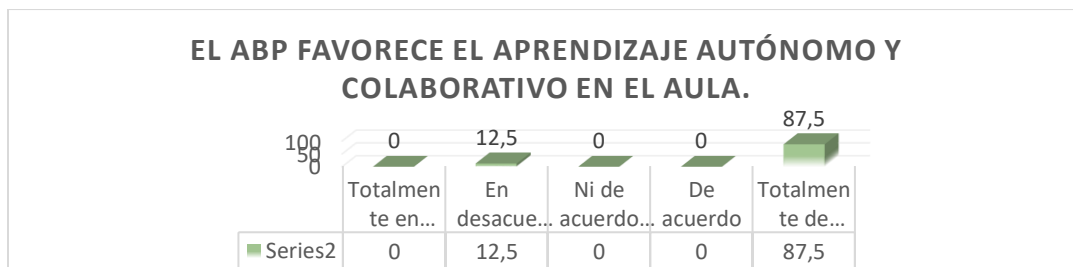 EL ABP FAVORECE EL APRENDIZAJE AUTÓNOMO Y
COLABORATIVO EN EL AULA.
100
50
0
0 12,5 0 0 87,5
Totalmen En Ni de De Totalmen
te en… desacue… acuerdo… acuerdo te de…
Series2 0 12,5 0 0 87,5